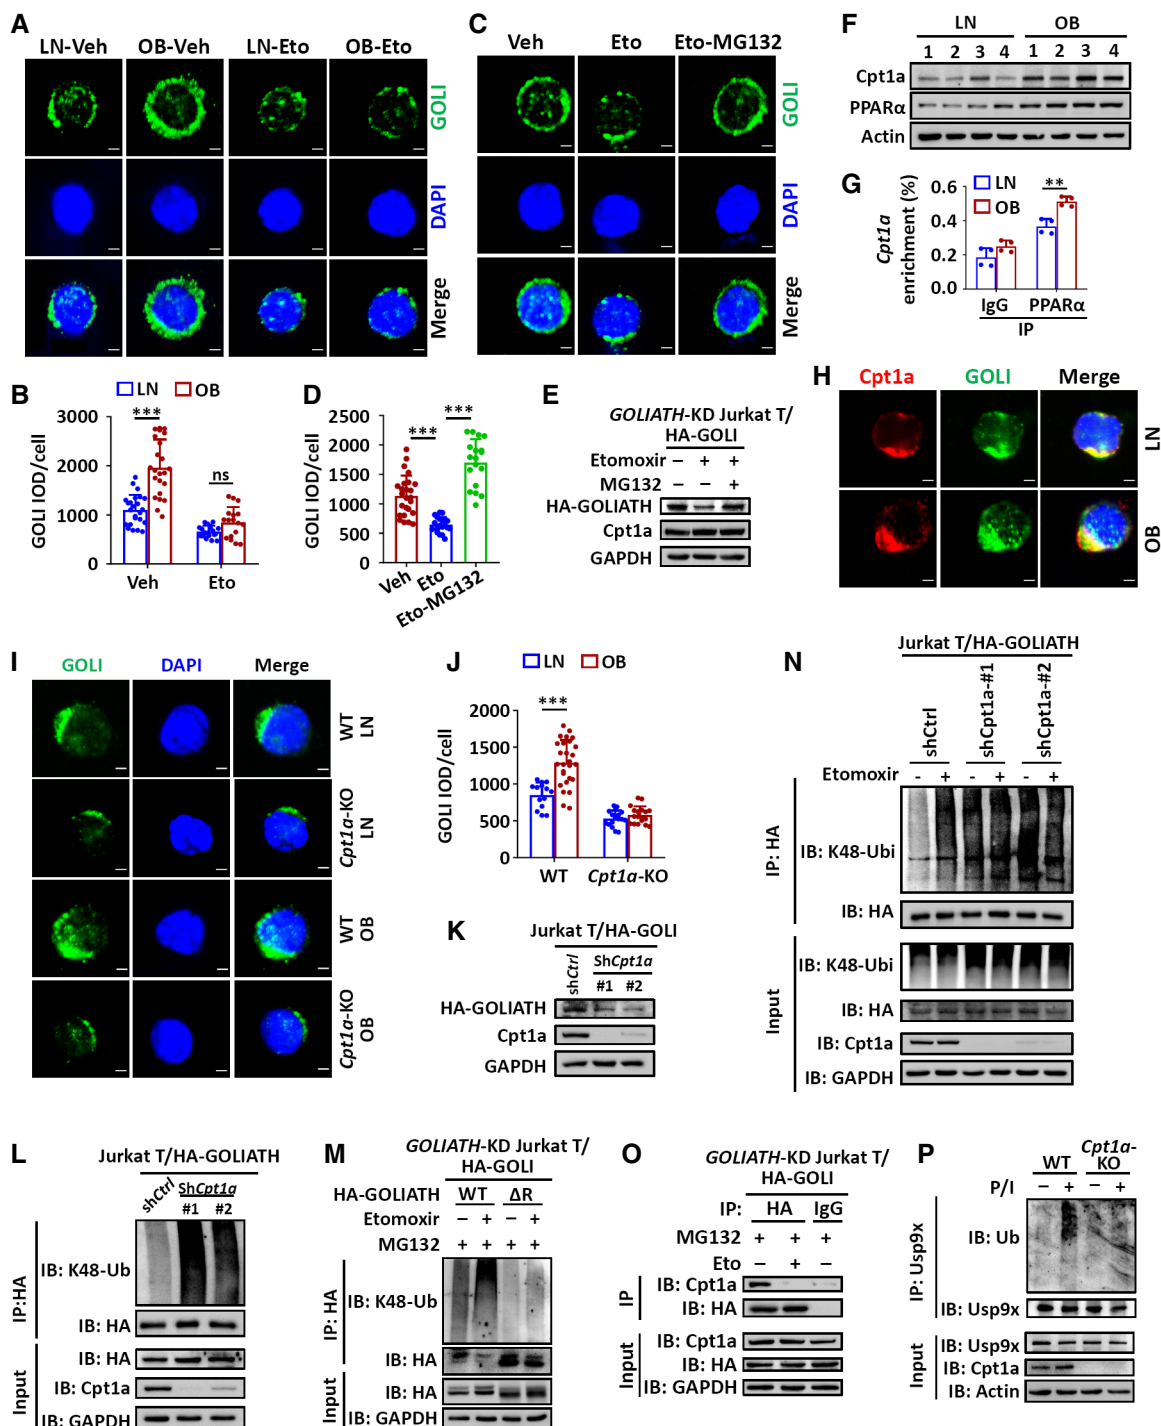 A
LN-Veh OB-Veh LN-Eto OB-Eto
GOLI
DAPI
Merge
B
LN OB
GOLI IOD/cell
3000
2000
1000
0
*** ns
Veh Eto
C
Veh Eto Eto-MG132
GOLI
DAPI
Merge
D
GOLI IOD/cell
2500
2000
1500
1000
500
0
*** ***
Veh Eto Eto-MG132
E
GOLIATH-KD Jurkat T/
HA-GOLI
Etomoxir − + +
MG132 − − +
HA-GOLIATH
Cpt1a
GAPDH
F
LN OB
1 2 3 4 1 2 3 4
Cpt1a
PPARα
Actin
G
LN
OB
**
Cpt1a
enrichment (%)
0.6
0.4
0.2
0.0
IgG PPARα
IP
H
Cpt1a GOLI Merge
LN
OB
I
GOLI DAPI Merge
WT
LN
Cpt1a-KO
LN
WT
OB
Cpt1a-KO
OB
J
LN OB
GOLI IOD/cell
2000
1500
1000
500
0
***
WT Cpt1a-KO
K
Jurkat T/HA-GOLI
shCtrl ShCpt1a
#1 #2
HA-GOLIATH
Cpt1a
GAPDH
N
Jurkat T/HA-GOLIATH
shCtrl shCpt1a-#1 shCpt1a-#2
Etomoxir - + - + - +
IP: HA
IB: K48-Ubi
IB: HA
Input
IB: K48-Ubi
IB: HA
IB: Cpt1a
IB: GAPDH
L
Jurkat T/HA-GOLIATH
shCtrl ShCpt1a
#1 #2
IP:HA
IB: K48-Ub
IB: HA
Input
IB: HA
IB: Cpt1a
IB: GAPDH
M
GOLIATH-KD Jurkat T/
HA-GOLI
HA-GOLIATH WT ΔR
Etomoxir − + − +
MG132 + + + +
IP: HA
IB: K48-Ub
IB: HA
Input
IB: HA
IB: GAPDH
O
GOLIATH-KD Jurkat T/
HA-GOLI
IP: HA IgG
MG132 + + +
Eto +
IP
IB: Cpt1a
IB: HA
Input
IB: Cpt1a
IB: HA
IB: GAPDH
P
WT Cpt1a-
KO
P/I − + − +
IP: Usp9x
IB: Ub
IB: Usp9x
Input
IB: Usp9x
IB: Cpt1a
IB: Actin